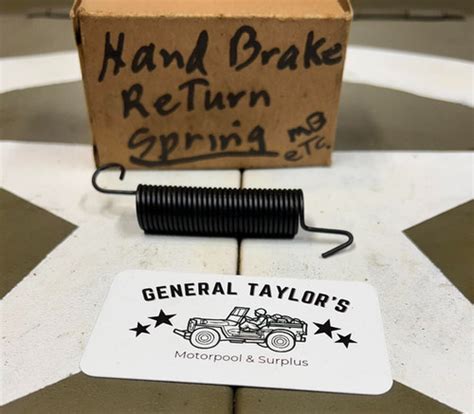 Hand Brake
ReTurn
Spring
mB
eTc.
GENERAL TAYLOR'S
Motorpool & Surplus